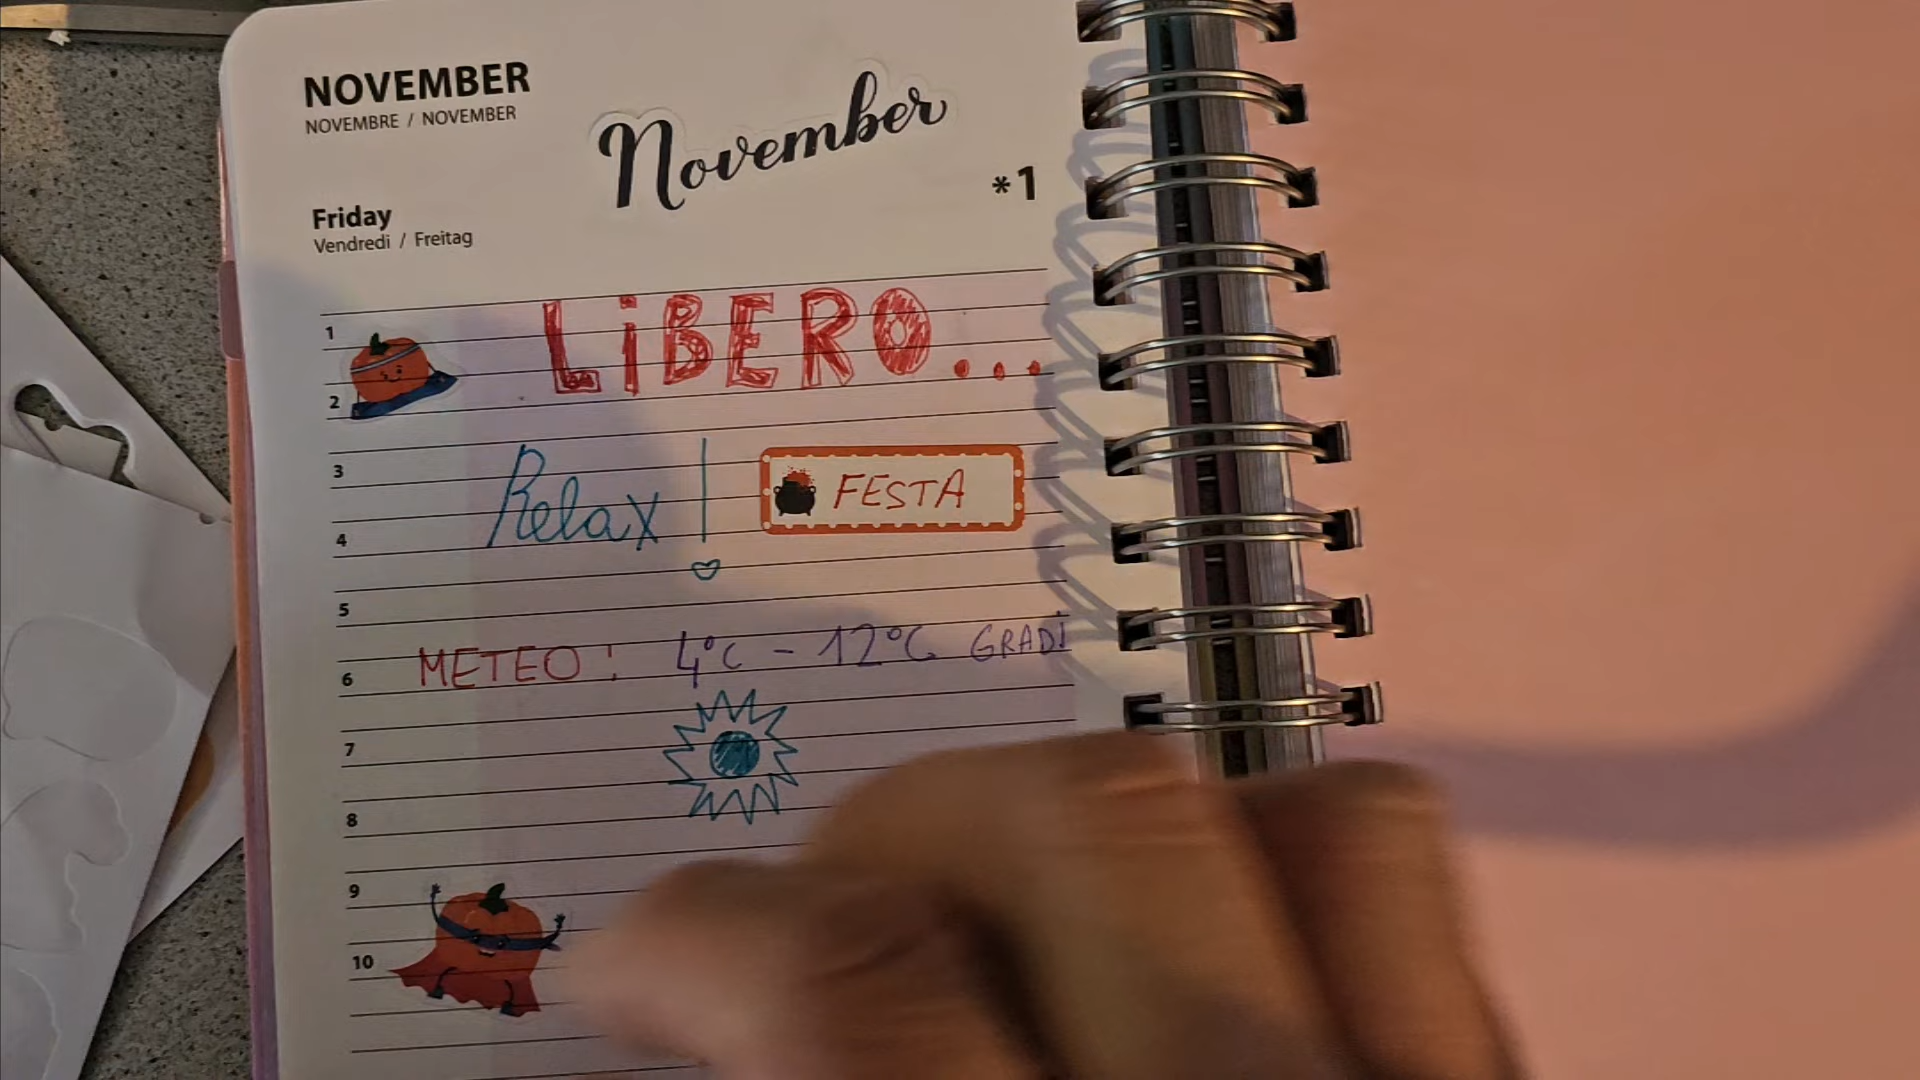 NOVEMBER
NOVEMBRE / NOVEMBER
November
*1
Friday
Vendredi / Freitag
1
LiBERO...
2
3
Relax!
FESTA
4
5
METEO: 4°C - 12°C GRADI
6
7
8
9
10